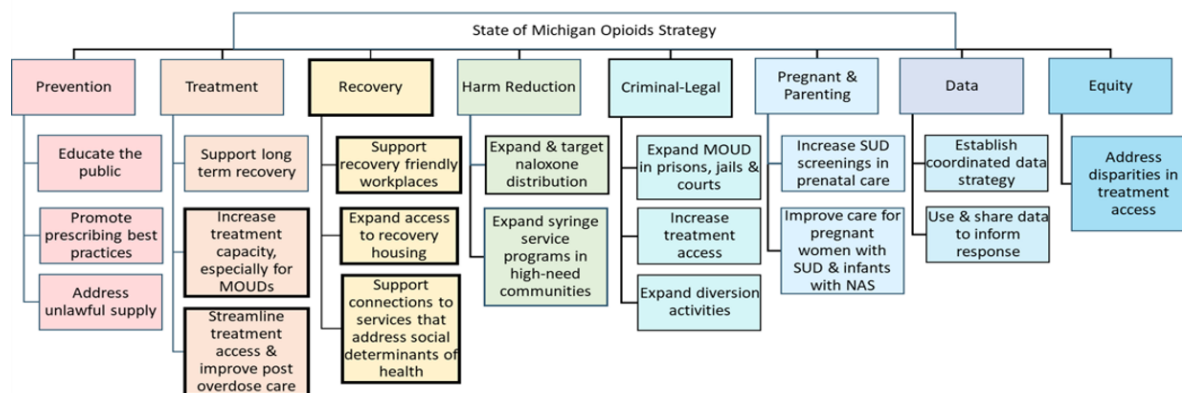 State of Michigan Opioids Strategy
Prevention
Treatment
Recovery
Harm Reduction
Criminal-Legal
Pregnant &
Parenting
Data
Equity
Educate the
public
Promote
prescribing best
practices
Address
unlawful supply
Support long
term recovery
Increase
treatment
capacity,
especially for
MOUDs
Streamline
treatment
access &
improve post
overdose care
Support
recovery friendly
workplaces
Expand access
to recovery
housing
Support
connections to
services that
address social
determinants of
health
Expand & target
naloxone
distribution
Expand syringe
service
programs in
high-need
communities
Expand MOUD
in prisons, jails &
courts
Increase
treatment
access
Expand diversion
activities
Increase SUD
screenings in
prenatal care
Improve care for
pregnant
women with
SUD & infants
with NAS
Establish
coordinated data
strategy
Use & share data
to inform
response
Address
disparities in
treatment
access